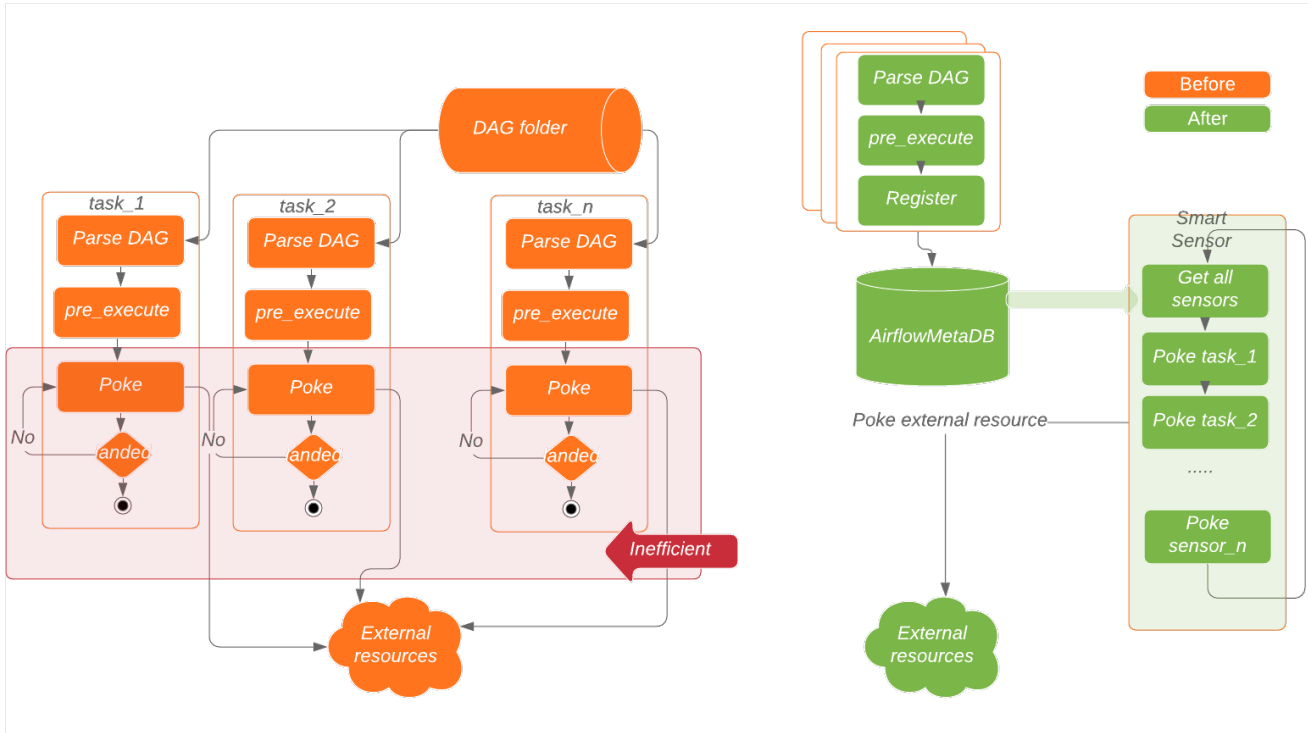 DAG folder
task_1
Parse DAG
pre_execute
Poke
No
anded
task_2
Parse DAG
pre_execute
Poke
No
anded
task_n
Parse DAG
pre_execute
Poke
No
anded
Inefficient
External
resources
Parse DAG
pre_execute
Register
AirflowMetaDB
Poke external resource
External
resources
Before
After
Smart
Sensor
Get all
sensors
Poke task_1
Poke task_2
.....
Poke
sensor_n